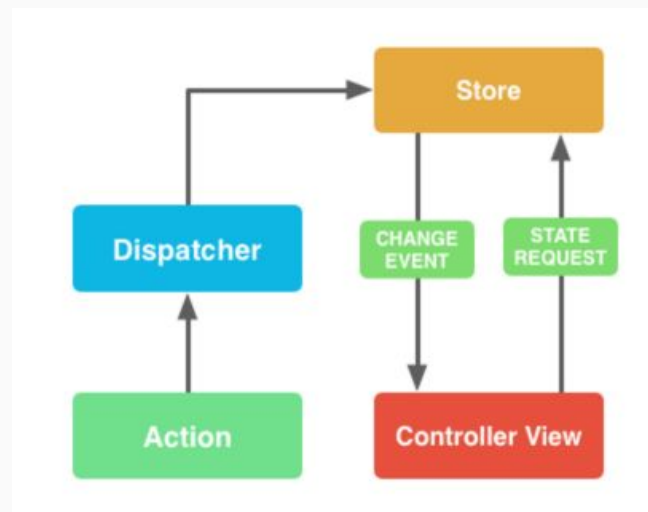 Store
Dispatcher
CHANGE
EVENT
STATE
REQUEST
Action
Controller View